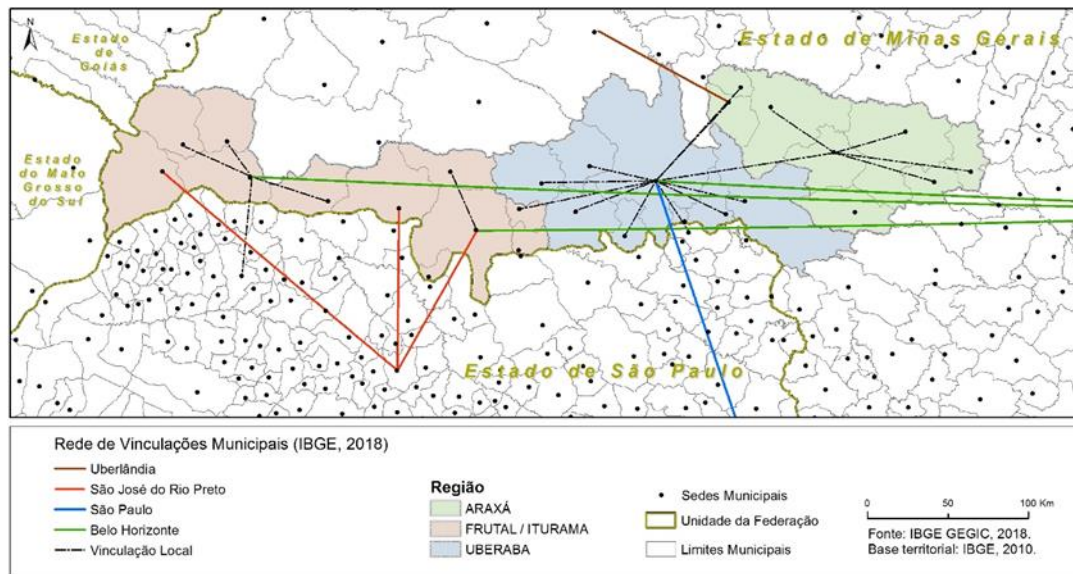 N
Estado
de
Goiás
Estado de Minas Gerais
Estado
do Mato
Grosso
do Sul
Estado de São Paulo
Rede de Vinculações Municipais (IBGE, 2018)
Uberlândia
São José do Rio Preto
São Paulo
Belo Horizonte
Vinculação Local
Região
ARAXÁ
FRUTAL / ITURAMA
UBERABA
Sedes Municipais
Unidade da Federação
Limites Municipais
0 50 100 Km
Fonte: IBGE GEGIC, 2018.
Base territorial: IBGE, 2010.